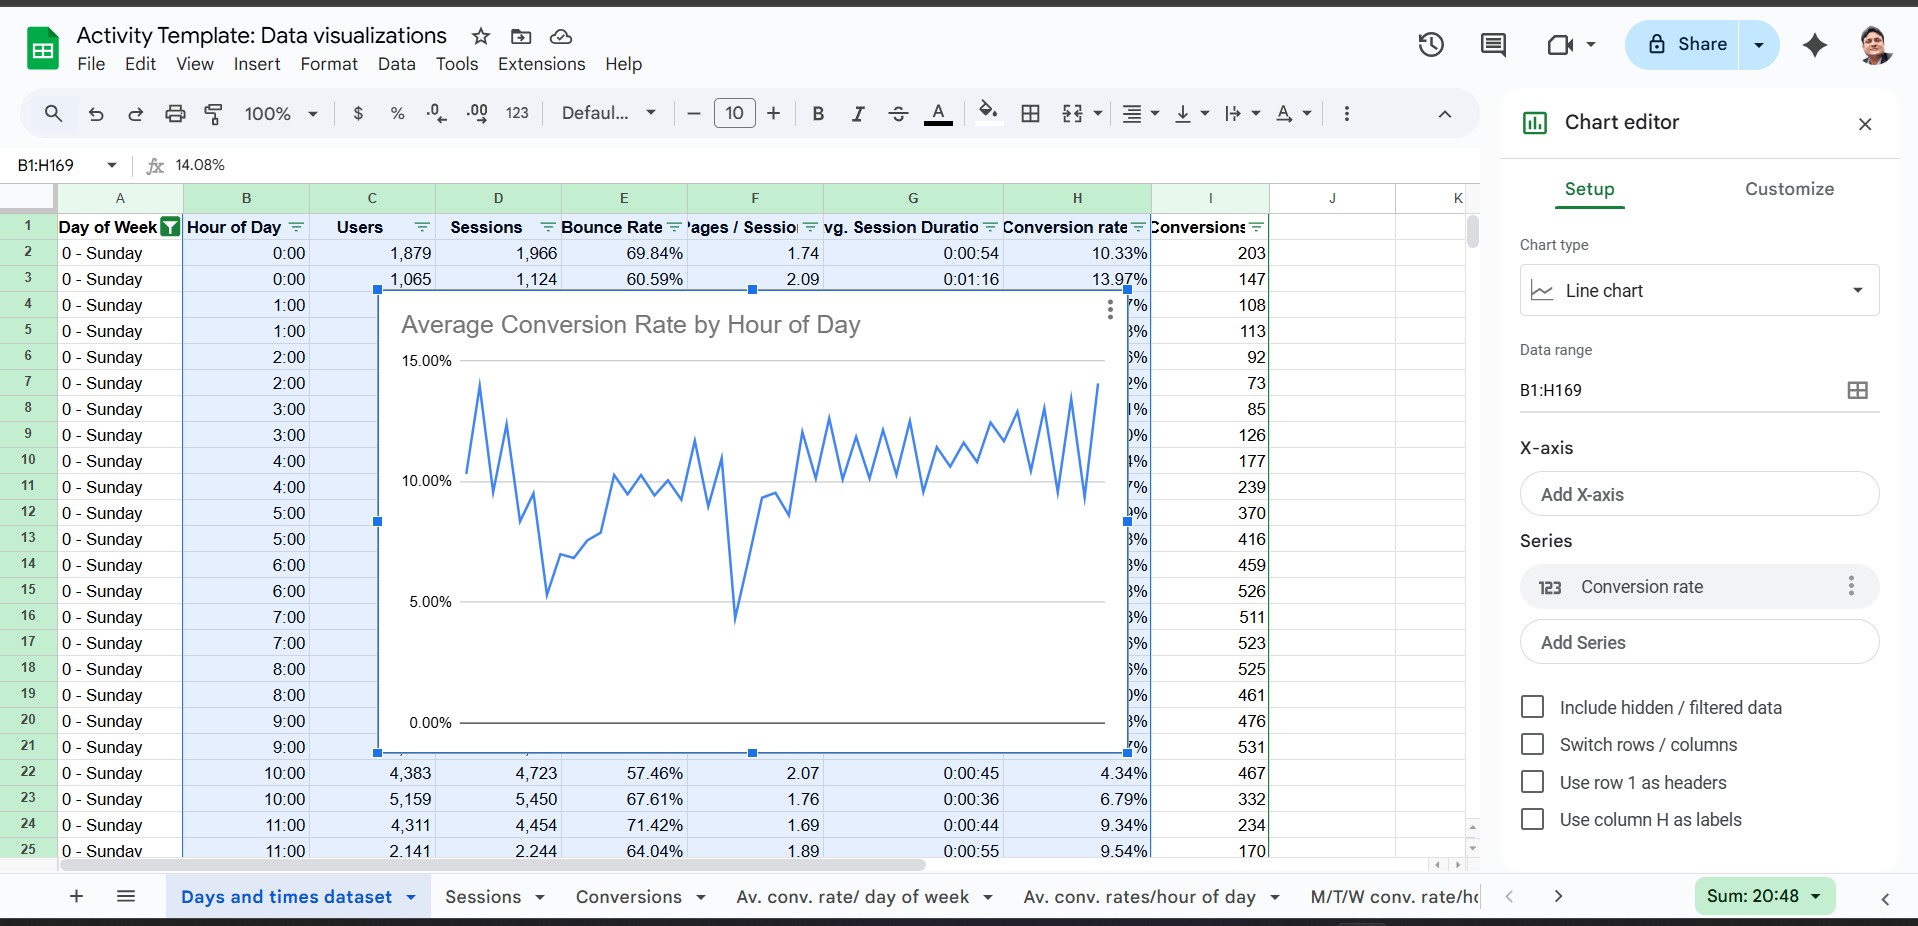 Activity Template: Data visualizations
File Edit View Insert Format Data Tools Extensions Help
Share
100% $ % .0 .00 123 Defaul... − 10 + B I S A
B1:H169 fx 14.08%
A B C D E F G H I J K
1 Day of Week Hour of Day Users Sessions Bounce Rate Pages / Session vg. Session Duratio Conversion rate Conversions
2 0 - Sunday 0:00 1,879 1,966 69.84% 1.74 0:00:54 10.33% 203
3 0 - Sunday 0:00 1,065 1,124 60.59% 2.09 0:01:16 13.97% 147
4 0 - Sunday 1:00 7% 108
5 0 - Sunday 1:00 3% 113
6 0 - Sunday 2:00 6% 92
7 0 - Sunday 2:00 2% 73
8 0 - Sunday 3:00 1% 85
9 0 - Sunday 3:00 0% 126
10 0 - Sunday 4:00 4% 177
11 0 - Sunday 4:00 7% 239
12 0 - Sunday 5:00 9% 370
13 0 - Sunday 5:00 3% 416
14 0 - Sunday 6:00 3% 459
15 0 - Sunday 6:00 3% 526
16 0 - Sunday 7:00 3% 511
17 0 - Sunday 7:00 6% 523
18 0 - Sunday 8:00 6% 525
19 0 - Sunday 8:00 0% 461
20 0 - Sunday 9:00 3% 476
21 0 - Sunday 9:00 7% 531
22 0 - Sunday 10:00 4,383 4,723 57.46% 2.07 0:00:45 4.34% 467
23 0 - Sunday 10:00 5,159 5,450 67.61% 1.76 0:00:36 6.79% 332
24 0 - Sunday 11:00 4,311 4,454 71.42% 1.69 0:00:44 9.34% 234
25 0 - Sunday 11:00 2,141 2,244 64.04% 1.89 0:00:55 9.54% 170
Average Conversion Rate by Hour of Day
15.00%
10.00%
5.00%
0.00%
Chart editor
Setup Customize
Chart type
Line chart
Data range
B1:H169
X-axis
Add X-axis
Series
123 Conversion rate
Add Series
Include hidden / filtered data
Switch rows / columns
Use row 1 as headers
Use column H as labels
Days and times dataset Sessions Conversions Av. conv. rate/ day of week Av. conv. rates/hour of day M/T/W conv. rate/ho
Sum: 20:48